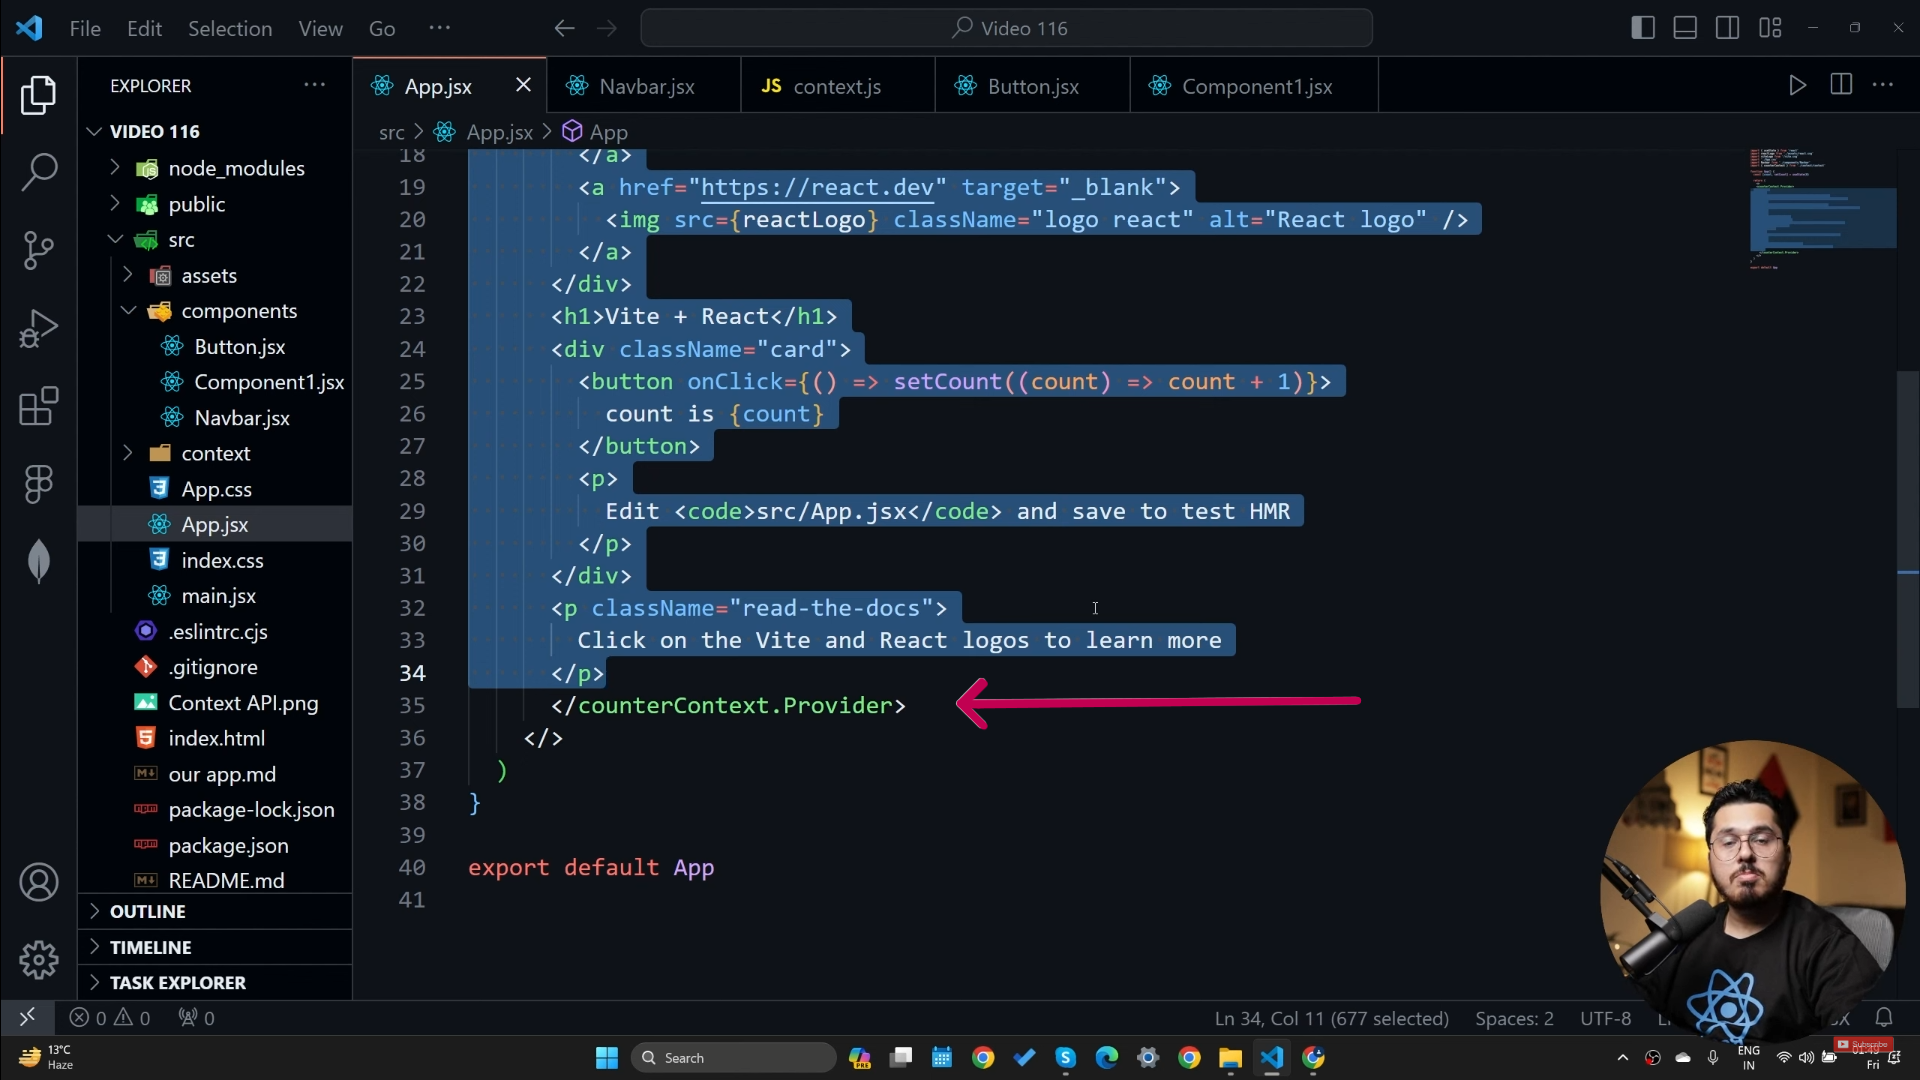 File Edit Selection View Go ··· Video 116
EXPLORER ···
App.jsx
Navbar.jsx
JS context.js
Button.jsx
Component1.jsx
src > App.jsx > App
VIDEO 116
node_modules
public
src
assets
components
Button.jsx
Component1.jsx
Navbar.jsx
context
App.css
App.jsx
index.css
main.jsx
.eslintrc.cjs
.gitignore
Context API.png
index.html
our app.md
package-lock.json
package.json
README.md
OUTLINE
TIMELINE
TASK EXPLORER
18 </a>
19 <a href="https://react.dev" target="_blank">
20 <img src={reactLogo} className="logo react" alt="React logo" />
21 </a>
22 </div>
23 <h1>Vite + React</h1>
24 <div className="card">
25 <button onClick={() => setCount((count) => count + 1)}>
26 count is {count}
27 </button>
28 <p>
29 Edit <code>src/App.jsx</code> and save to test HMR
30 </p>
31 </div>
32 <p className="read-the-docs">
33 Click on the Vite and React logos to learn more
34 </p>
35 </counterContext.Provider>
36 </>
37 )
38 }
39
40 export default App
41
0 0 0
Ln 34, Col 11 (677 selected) Spaces: 2 UTF-8
13°C
Haze
Search
PRE
ENG
IN
Subscribe
Fri